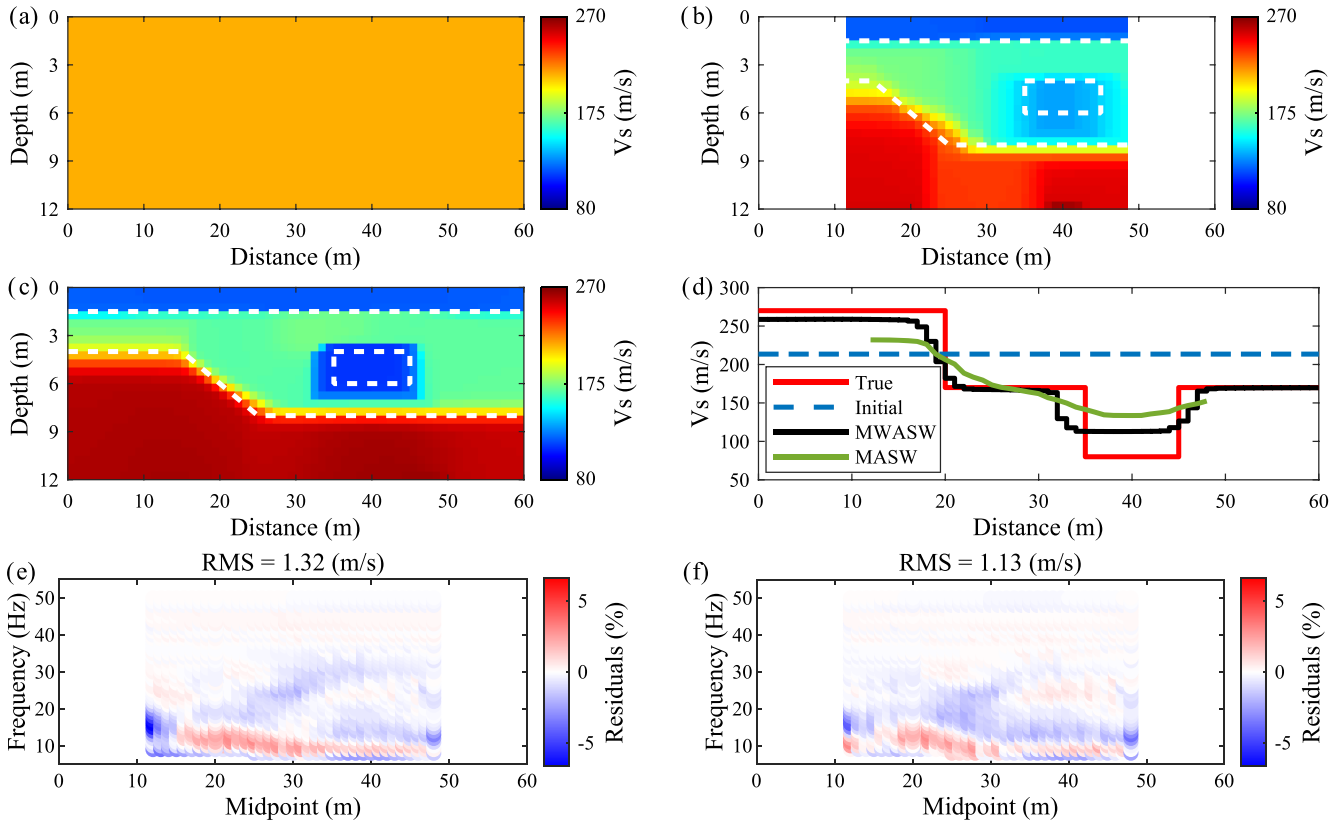 (a)
0
3
6
9
12
Depth (m)
0 10 20 30 40 50 60
Distance (m)
270
175
80
Vs (m/s)
(b)
0
3
6
9
12
Depth (m)
0 10 20 30 40 50 60
Distance (m)
270
175
80
Vs (m/s)
(c)
0
3
6
9
12
Depth (m)
0 10 20 30 40 50 60
Distance (m)
270
175
80
Vs (m/s)
(d)
300
250
200
150
100
50
Vs (m/s)
True
Initial
MWASW
MASW
0 10 20 30 40 50 60
Distance (m)
(e)
RMS = 1.32 (m/s)
50
40
30
20
10
Frequency (Hz)
0 10 20 30 40 50 60
Midpoint (m)
5
0
-5
Residuals (%)
(f)
RMS = 1.13 (m/s)
50
40
30
20
10
Frequency (Hz)
0 10 20 30 40 50 60
Midpoint (m)
5
0
-5
Residuals (%)